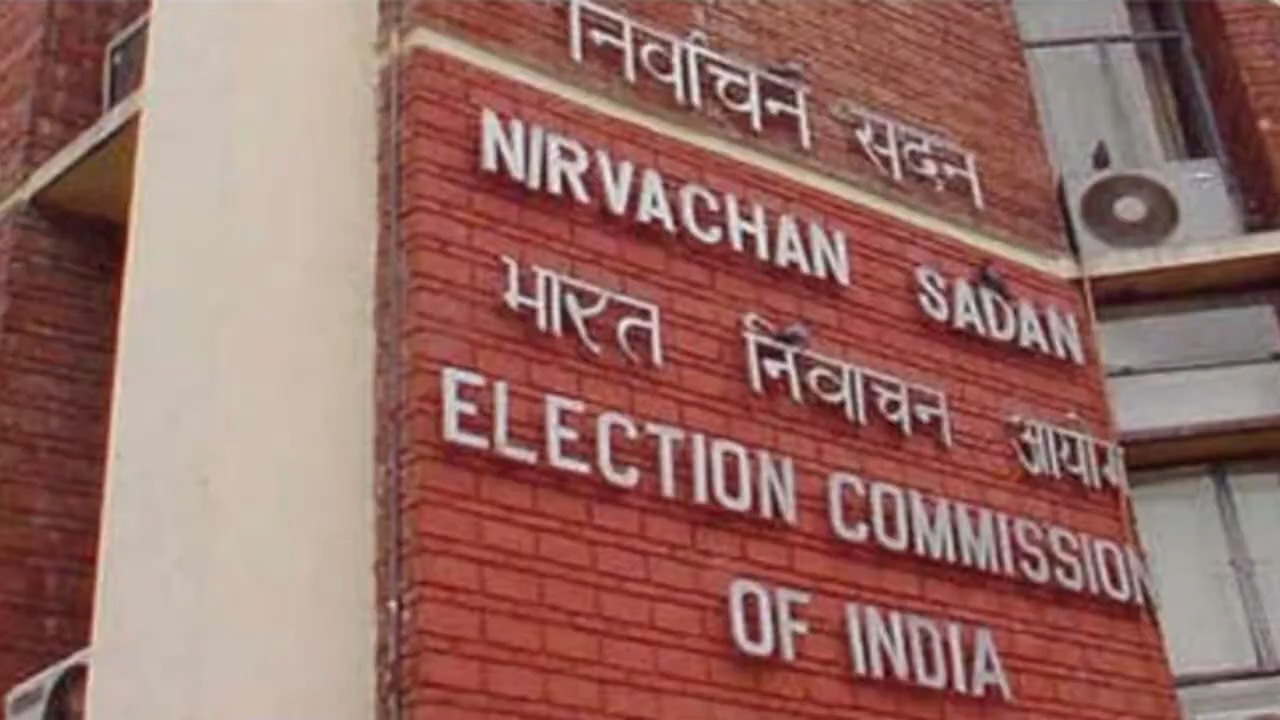 निर्वाचन सदन
NIRVACHAN SADAN
भारत निर्वाचन आयोग
ELECTION COMMISSION
OF INDIA